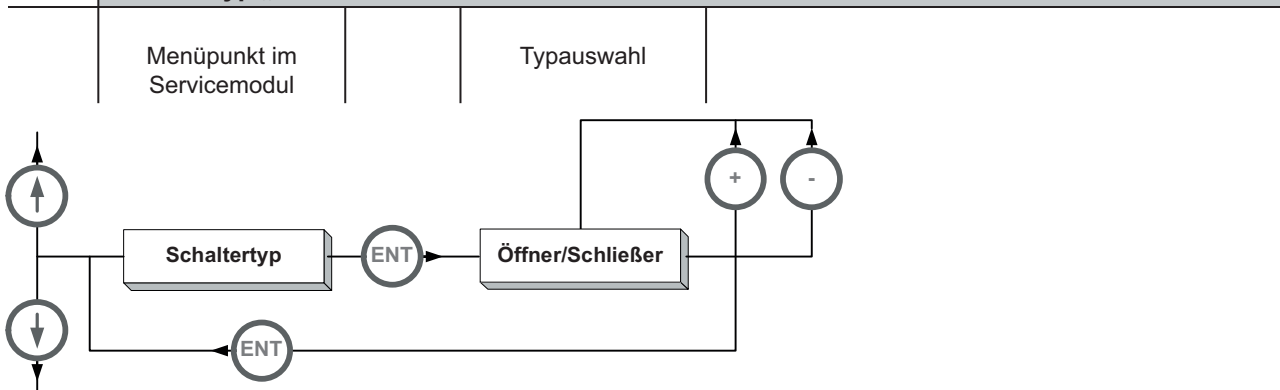 Menüpunkt im
Servicemodul
Typauswahl
+
-
Schaltertyp
ENT
Öffner/Schließer
ENT